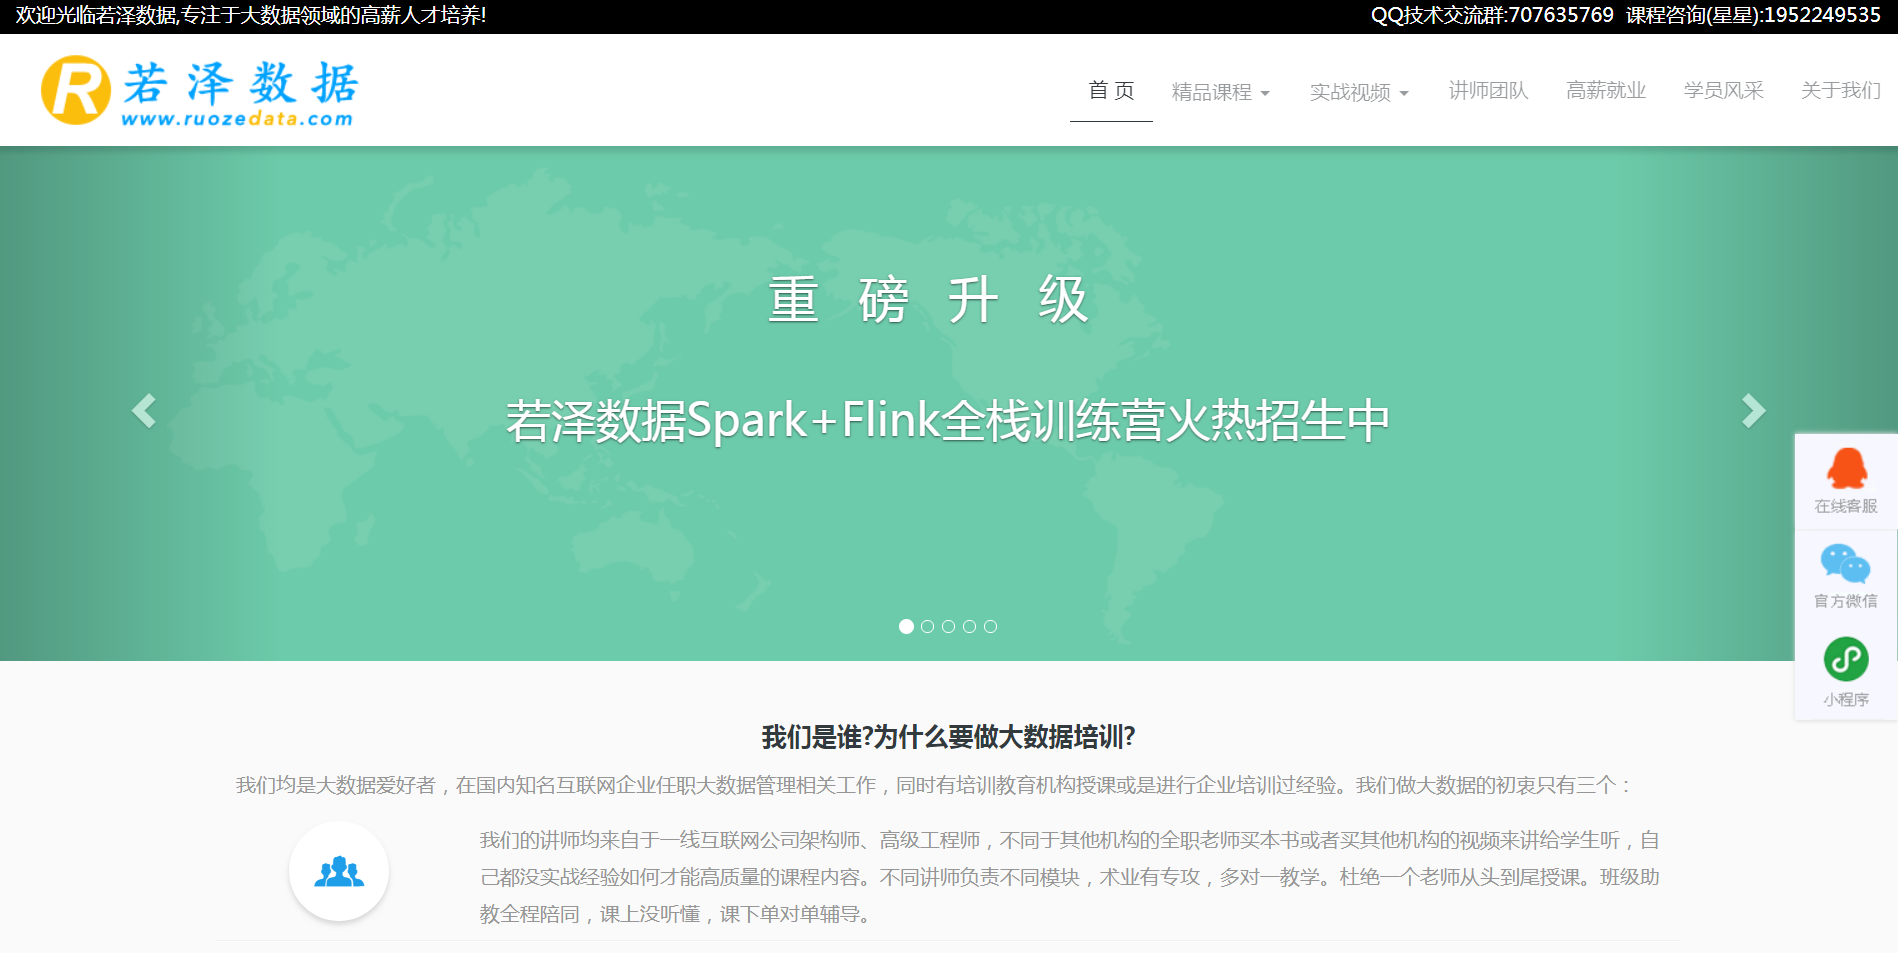 欢迎光临若泽数据,专注于大数据领域的高薪人才培养!
QQ技术交流群:707635769 课程咨询(星星):1952249535
R 若泽数据
www.ruozedata.com
首 页 精品课程 实战视频 讲师团队 高薪就业 学员风采 关于我们
重 磅 升 级
若泽数据Spark+Flink全栈训练营火热招生中
在线客服
官方微信
小程序
我们是谁?为什么要做大数据培训?
我们均是大数据爱好者，在国内知名互联网企业任职大数据管理相关工作，同时有培训教育机构授课或是进行企业培训过经验。我们做大数据的初衷只有三个：
我们的讲师均来自于一线互联网公司架构师、高级工程师，不同于其他机构的全职老师买本书或者买其他机构的视频来讲给学生听，自
己都没实战经验如何才能高质量的课程内容。不同讲师负责不同模块，术业有专攻，多对一教学。杜绝一个老师从头到尾授课。班级助
教全程陪同，课上没听懂，课下单对单辅导。